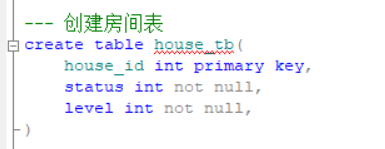 --- 创建房间表
create table house_tb(
house_id int primary key,
status int not null,
level int not null,
)